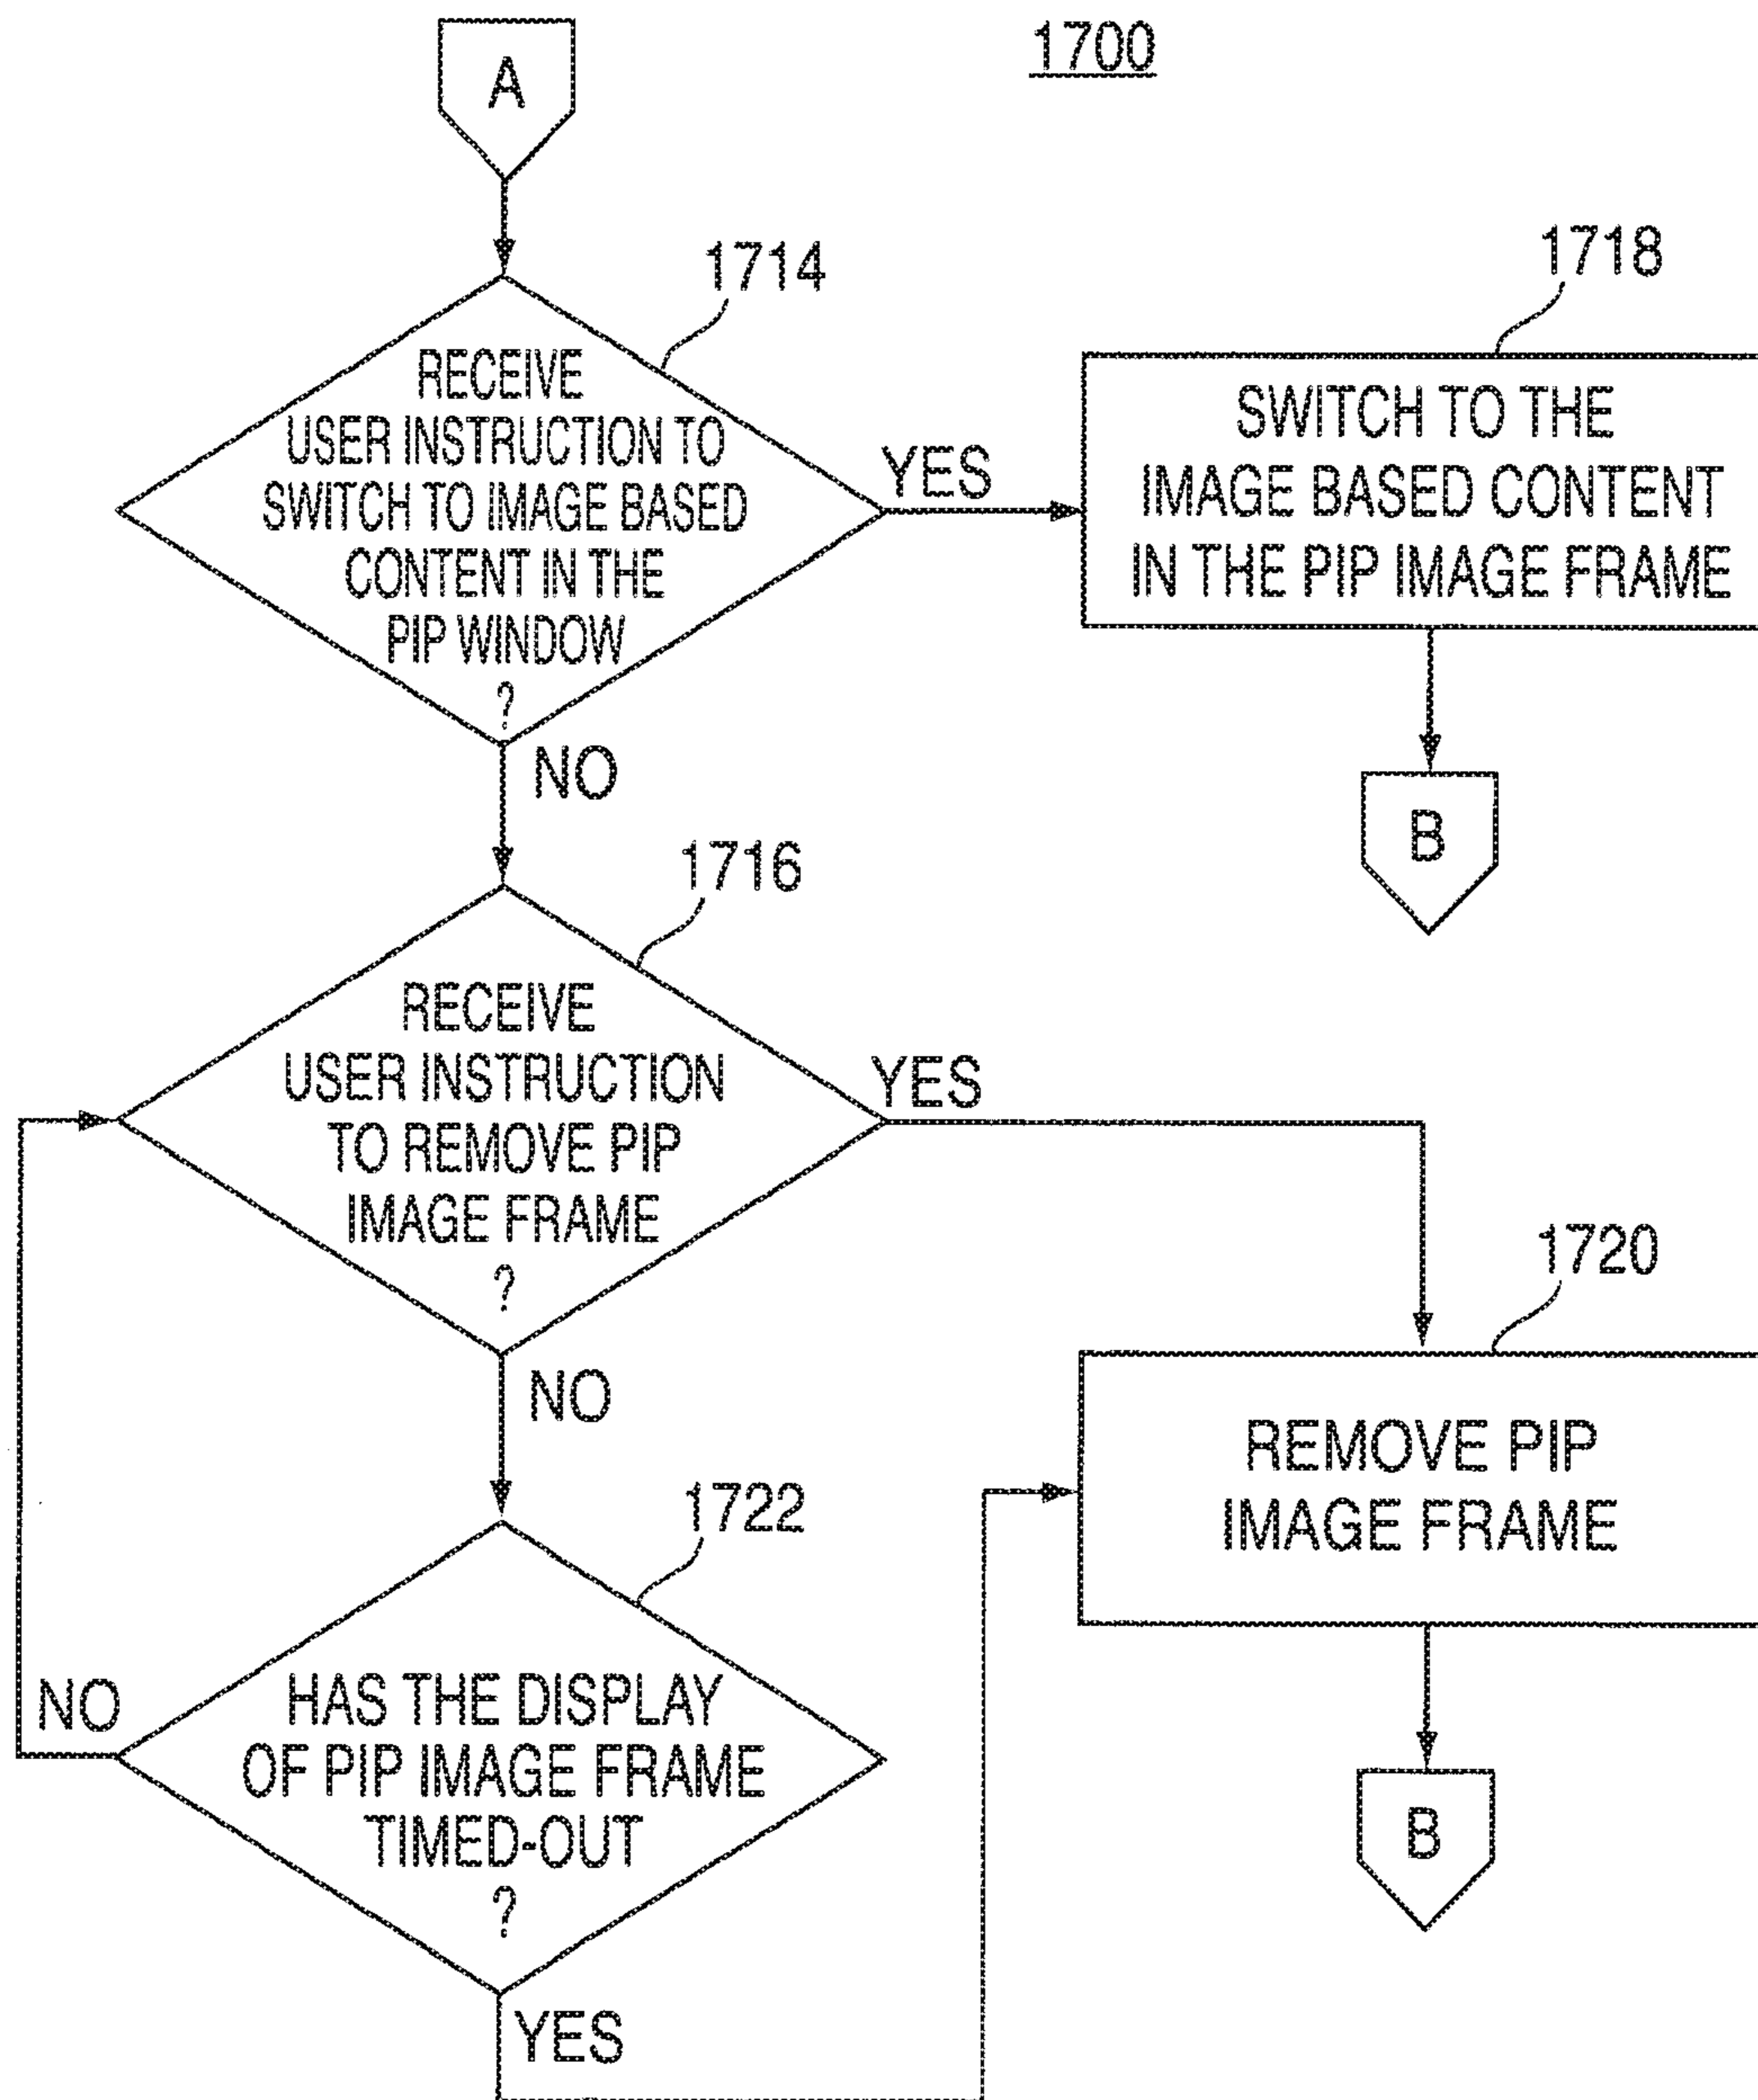 1700
A
1714
RECEIVE
USER INSTRUCTION TO
SWITCH TO IMAGE BASED
CONTENT IN THE
PIP WINDOW
?
YES
1718
SWITCH TO THE
IMAGE BASED CONTENT
IN THE PIP IMAGE FRAME
B
NO
1716
RECEIVE
USER INSTRUCTION
TO REMOVE PIP
IMAGE FRAME
?
YES
1720
REMOVE PIP
IMAGE FRAME
B
NO
1722
HAS THE DISPLAY
OF PIP IMAGE FRAME
TIMED-OUT
?
NO
YES